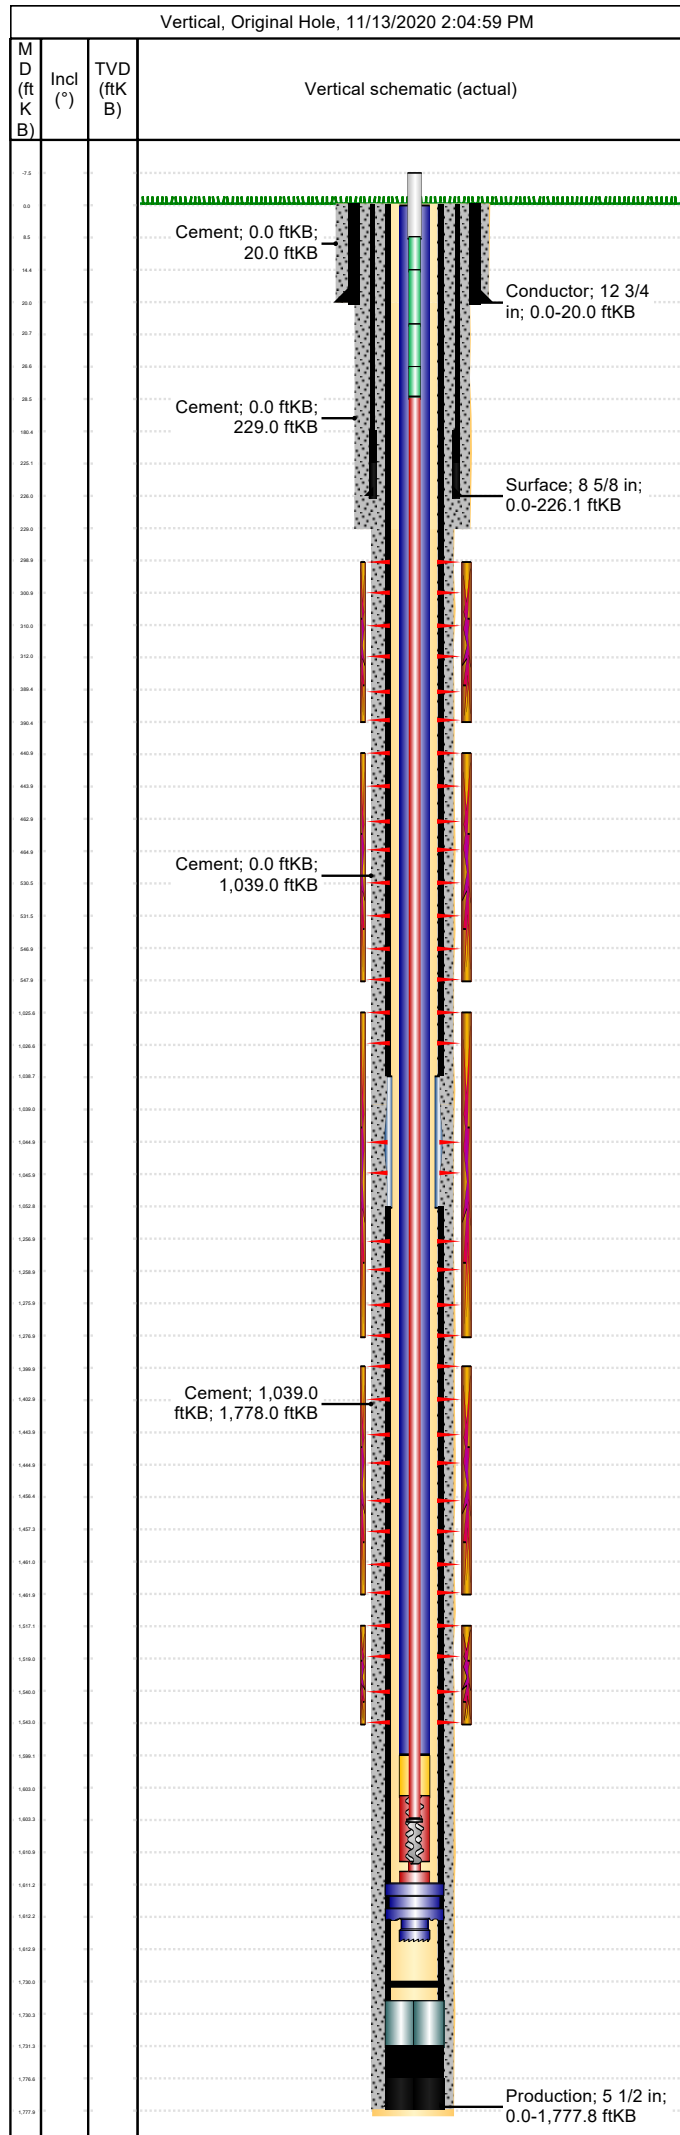 Vertical, Original Hole, 11/13/2020 2:04:59 PM
M
D
(ft
K
B)
Incl
(°)
TVD
(ftK
B)
Vertical schematic (actual)
-7.5
0.0
8.5
14.4
20.0
20.7
26.6
28.5
180.4
225.1
226.0
229.0
298.9
300.9
310.0
312.0
389.4
390.4
440.9
443.9
462.9
464.9
530.5
531.5
546.9
547.9
1,025.6
1,026.6
1,038.7
1,039.0
1,044.9
1,045.9
1,052.8
1,256.9
1,258.9
1,275.9
1,276.9
1,399.9
1,402.9
1,443.9
1,444.9
1,456.4
1,457.3
1,461.0
1,461.9
1,517.1
1,519.0
1,540.0
1,543.0
1,599.1
1,603.0
1,603.3
1,610.9
1,611.2
1,612.2
1,612.9
1,730.0
1,730.3
1,731.3
1,776.6
1,777.9
Cement; 0.0 ftKB;
20.0 ftKB
Conductor; 12 3/4
in; 0.0-20.0 ftKB
Cement; 0.0 ftKB;
229.0 ftKB
Surface; 8 5/8 in;
0.0-226.1 ftKB
Cement; 0.0 ftKB;
1,039.0 ftKB
Cement; 1,039.0
ftKB; 1,778.0 ftKB
Production; 5 1/2 in;
0.0-1,777.8 ftKB